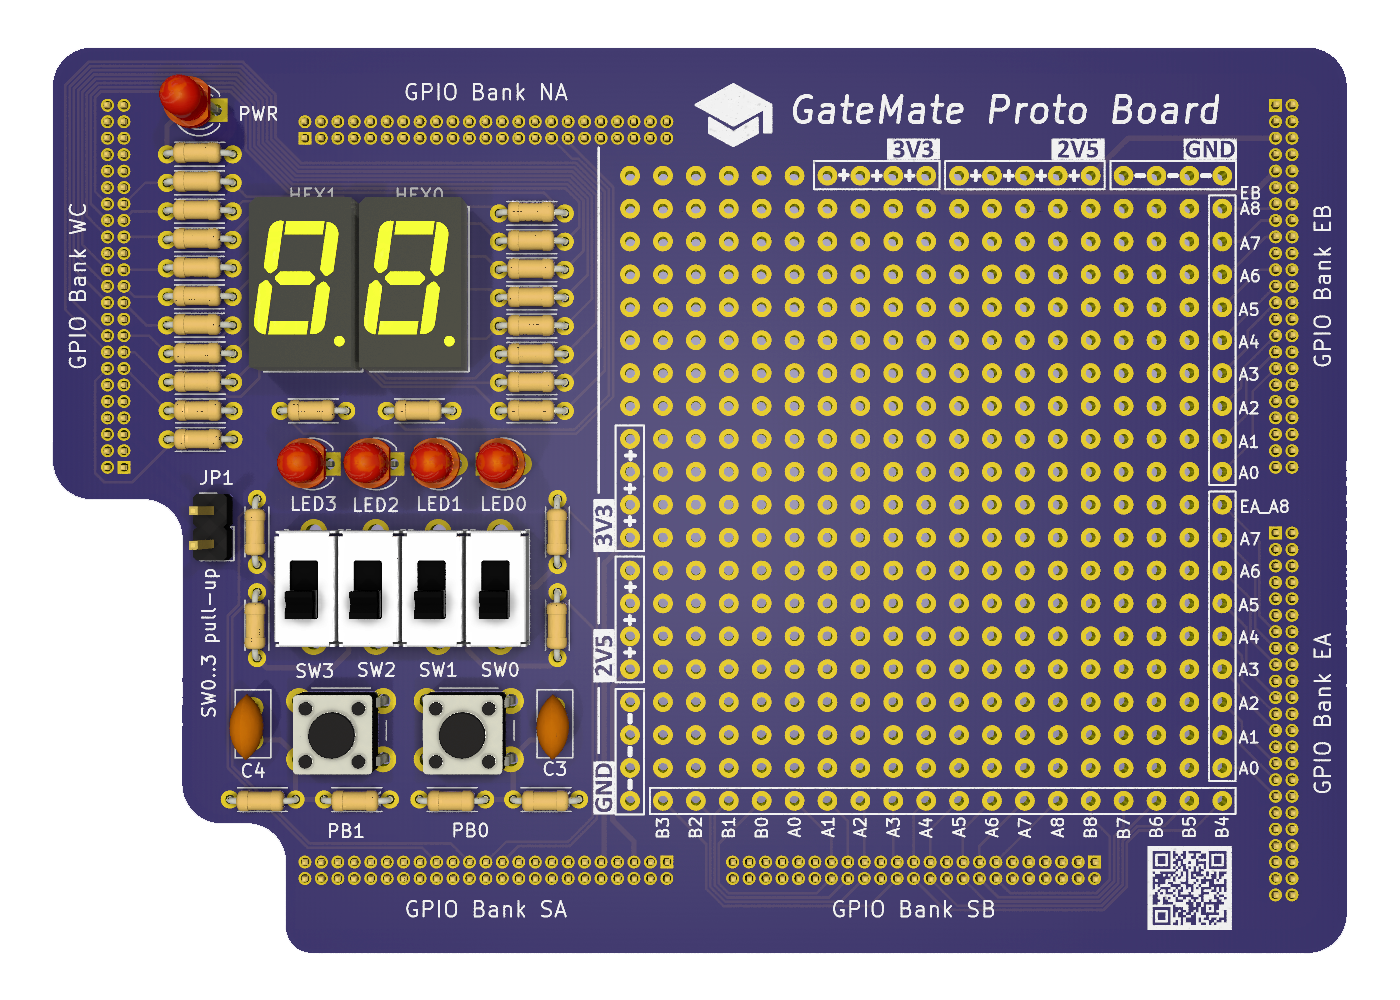 GateMate Proto Board
GPIO Bank NA
PWR
3V3
2V5
GND
HEX1
HEX0
EB
A8
A7
A6
A5
A4
A3
A2
A1
A0
EA_A8
A7
A6
A5
A4
A3
A2
A1
A0
GPIO Bank WC
GPIO Bank EB
GPIO Bank EA
JP1
LED3
LED2
LED1
LED0
3V3
2V5
GND
SW0..3 pull-up
SW3
SW2
SW1
SW0
C4
C3
PB1
PB0
B3
B2
B1
B0
A0
A1
A2
A3
A4
A5
A6
A7
A8
B8
B7
B6
B5
B4
GPIO Bank SA
GPIO Bank SB